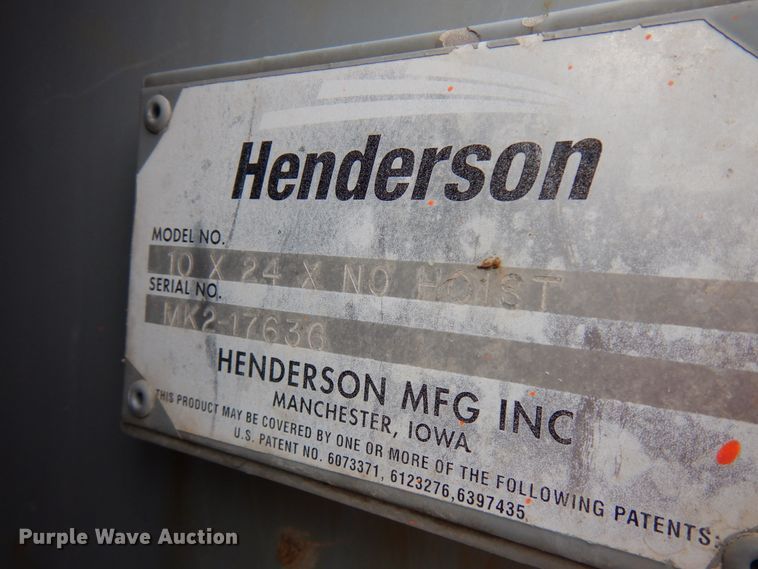 Henderson
MODEL NO.
10 X 24 X NO HOIST
SERIAL NO.
MK2-17636
HENDERSON MFG INC
MANCHESTER, IOWA
THIS PRODUCT MAY BE COVERED BY ONE OR MORE OF THE FOLLOWING PATENTS:
U.S. PATENT NO. 6073371, 6123276,6397435
Purple Wave Auction